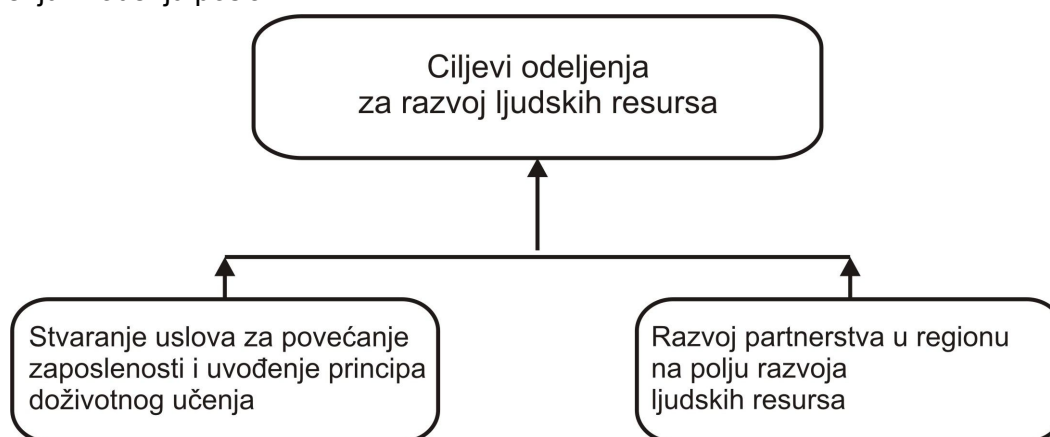 Ciljevi odeljenja
za razvoj ljudskih resursa
Stvaranje uslova za povećanje
zaposlenosti i uvođenje principa
doživotnog učenja
Razvoj partnerstva u regionu
na polju razvoja
ljudskih resursa